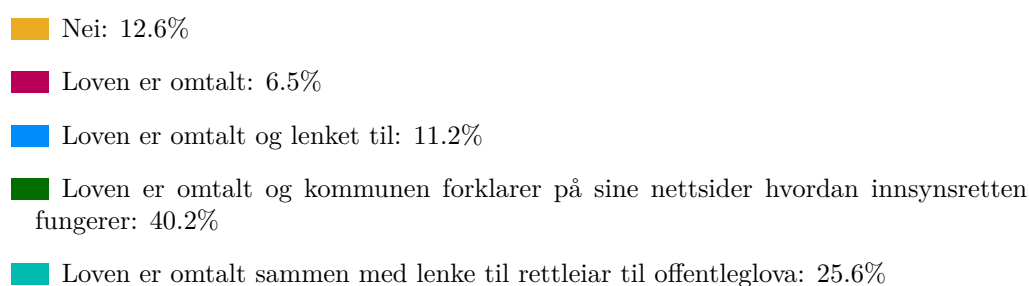 Nei: 12.6%
Loven er omtalt: 6.5%
Loven er omtalt og lenket til: 11.2%
Loven er omtalt og kommunen forklarer på sine nettsider hvordan innsynsretten
fungerer: 40.2%
Loven er omtalt sammen med lenke til rettleiar til offentleglova: 25.6%